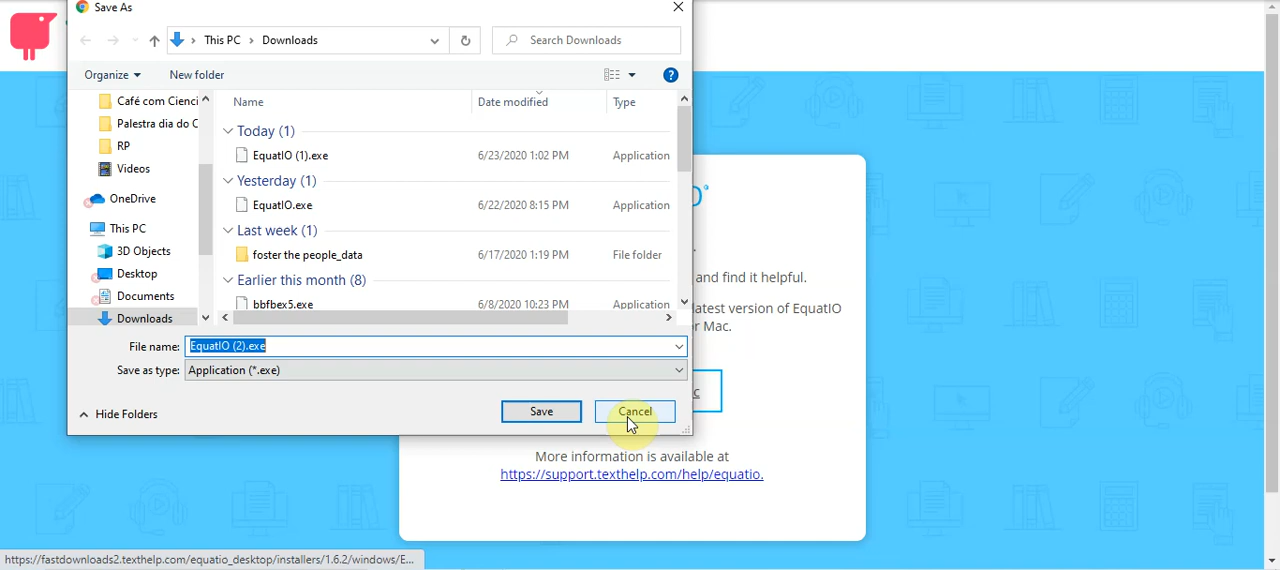 Save As
This PC > Downloads
Search Downloads
Organize
New folder
?
Café com Cienci
Palestra dia do C
RP
Videos
OneDrive
This PC
3D Objects
Desktop
Documents
Downloads
Name Date modified Type
Today (1)
EquatIO (1).exe 6/23/2020 1:02 PM Application
Yesterday (1)
EquatIO.exe 6/22/2020 8:15 PM Application
Last week (1)
foster the people_data 6/17/2020 1:19 PM File folder
Earlier this month (8)
bbfbex5.exe 6/8/2020 10:23 PM Application
File name: EquatIO (2).exe
Save as type: Application (*.exe)
Hide Folders
Save
Cancel
and find it helpful.
latest version of EquatIO
or Mac.
More information is available at
https://support.texthelp.com/help/equatio.
https://fastdownloads2.texthelp.com/equatio_desktop/installers/1.6.2/windows/E...